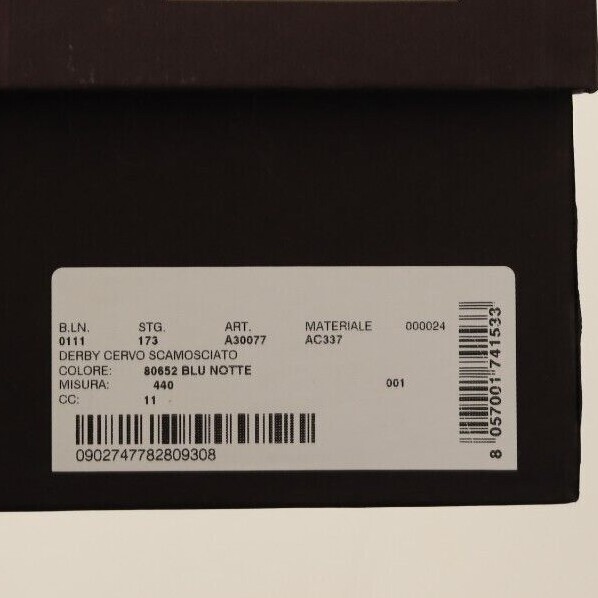 B.LN. STG. ART. MATERIALE 000024
0111 173 A30077 AC337
DERBY CERVO SCAMOSCIATO
COLORE: 80652 BLU NOTTE
MISURA: 440 001
CC: 11
0902747782809308
8 057001 741533